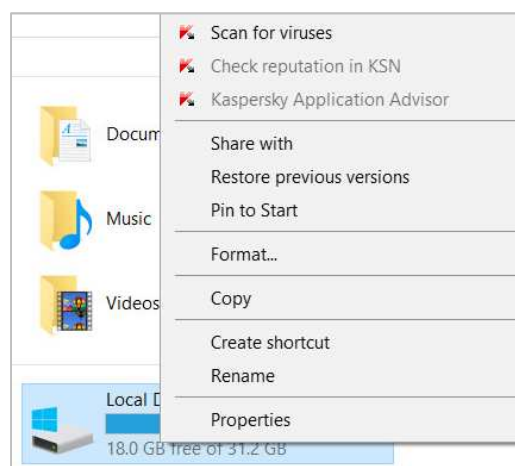 Scan for viruses
Check reputation in KSN
Kaspersky Application Advisor
Docum
Share with
Restore previous versions
Music
Pin to Start
Format...
Videos
Copy
Create shortcut
Rename
Local D
Properties
18.0 GB free of 31.2 GB